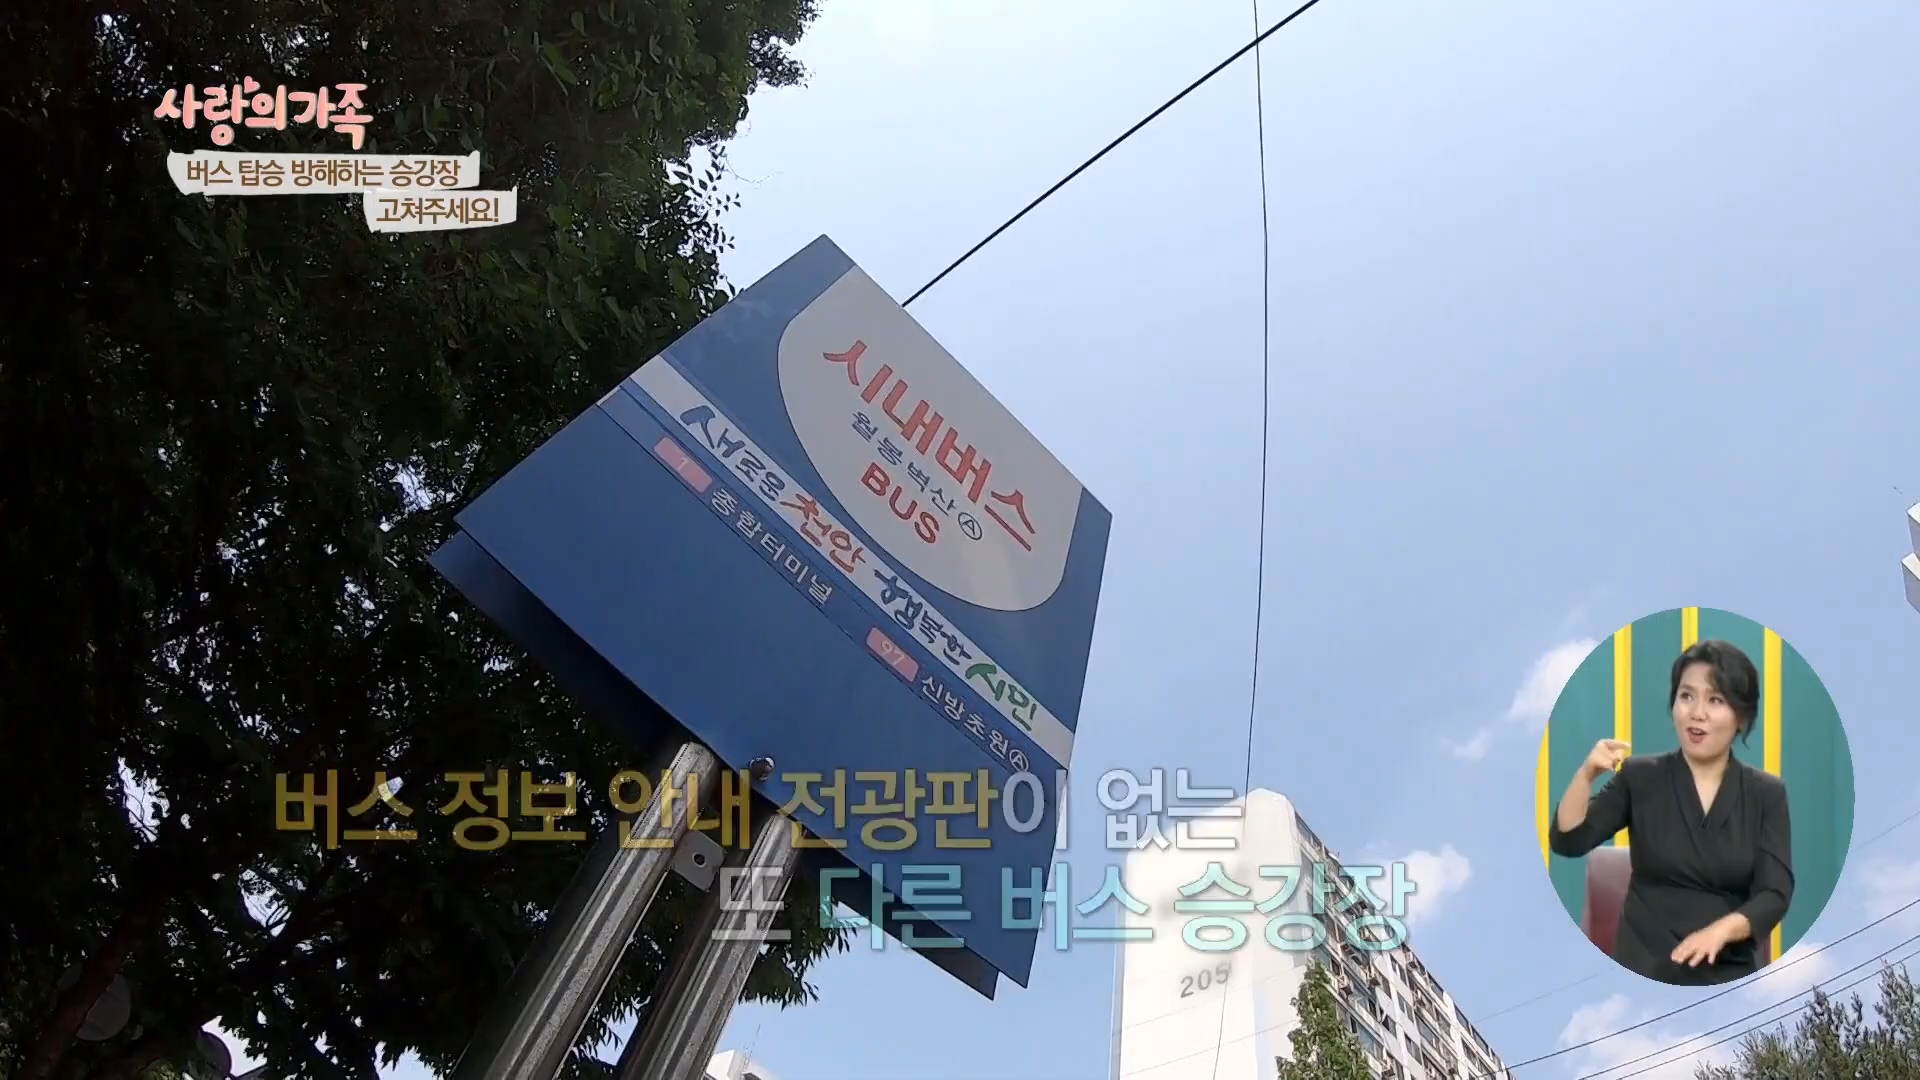 사랑의 가족
버스 탑승 방해하는 승강장
고쳐주세요!
시내버스
월봉벽산Ⓐ
BUS
새로운 천안 행복한 시민
1 종합터미널
97 신방초원Ⓐ
버스 정보 안내 전광판이 없는
또 다른 버스 승강장
205